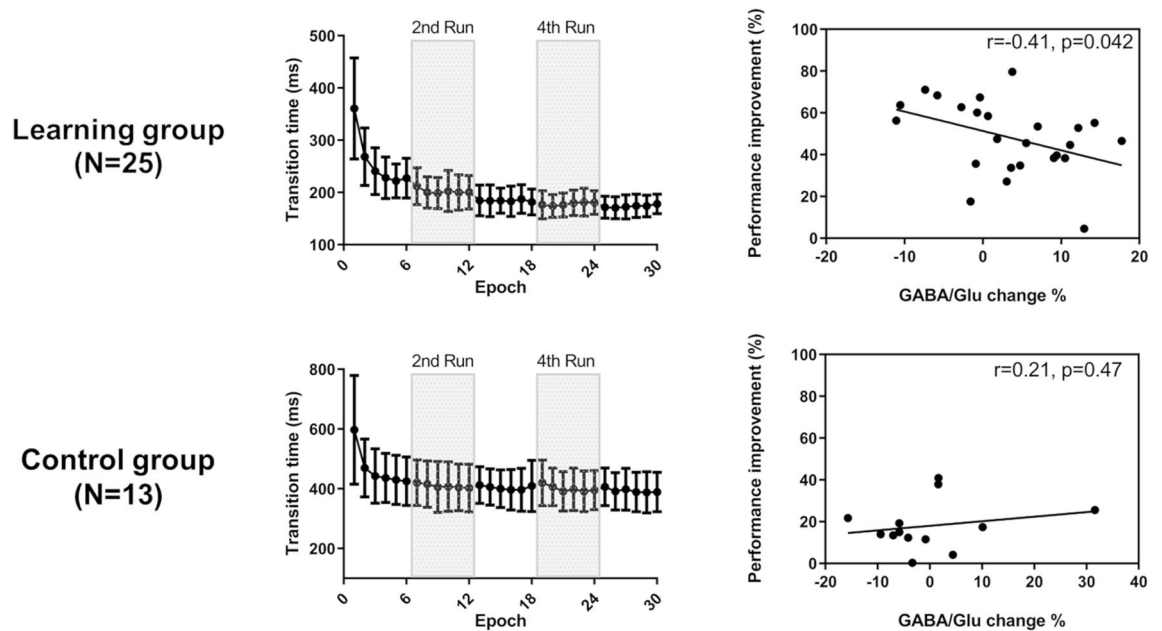 Learning group
(N=25)
2nd Run
4th Run
Transition time (ms)
500
400
300
200
100
0
6
12
18
24
30
Epoch
r=-0.41, p=0.042
Performance improvement (%)
100
80
60
40
20
0
-20
-10
0
10
20
GABA/Glu change %
Control group
(N=13)
2nd Run
4th Run
Transition time (ms)
800
600
400
200
0
6
12
18
24
30
Epoch
r=0.21, p=0.47
Performance improvement (%)
100
80
60
40
20
0
-20
-10
0
10
20
30
40
GABA/Glu change %